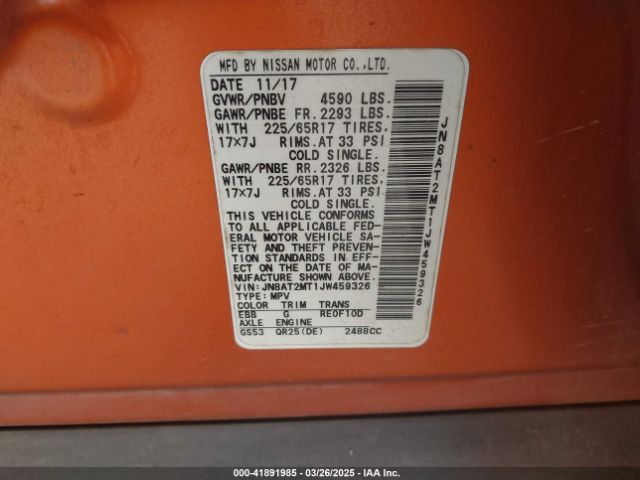 MFD BY NISSAN MOTOR CO.,LTD.
DATE 11/17
GVWR/PNBV 4590 LBS.
GAWR/PNBE FR. 2293 LBS.
WITH 225/65R17 TIRES,
17×7J RIMS. AT 33 PSI
COLD SINGLE.
GAWR/PNBE RR. 2326 LBS.
WITH 225/65R17 TIRES,
17×7J RIMS. AT 33 PSI
COLD SINGLE.
THIS VEHICLE CONFORMS
TO ALL APPLICABLE FED-
ERAL MOTOR VEHICLE SA-
FETY AND THEFT PREVEN-
TION STANDARDS IN EFF-
ECT ON THE DATE OF MA-
NUFACTURE SHOWN ABOVE.
VIN: JN8AT2MT1JW459326
TYPE: MPV
COLOR TRIM TRANS
EBB G RE0F10D
AXLE ENGINE
GS53 QR25(DE) 2488CC
JN8AT2MT1JW459326
000-41891985 - 03/26/2025 - IAA Inc.